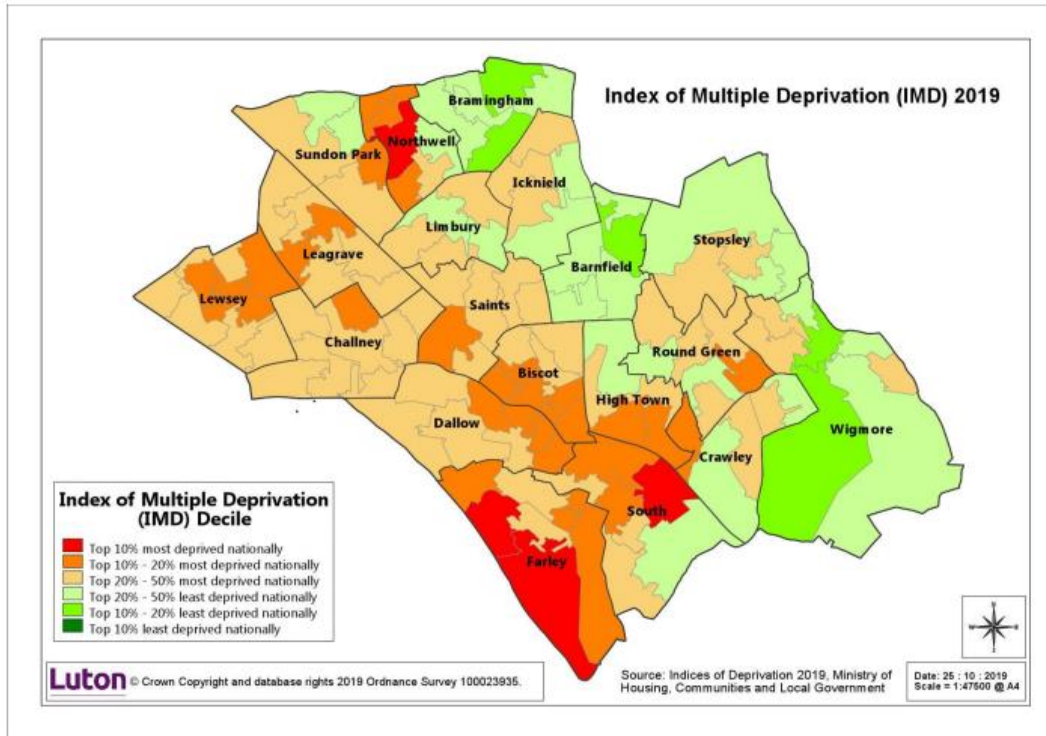 Index of Multiple Deprivation (IMD) 2019
Bramingham
Northwell
Sundon Park
Icknield
Limbury
Stopsley
Leagrave
Barnfield
Lewsey
Saints
Challney
Round Green
Biscot
High Town
Dallow
Wigmore
Crawley
South
Farley
Index of Multiple Deprivation
(IMD) Decile
Top 10% most deprived nationally
Top 10% - 20% most deprived nationally
Top 20% - 50% most deprived nationally
Top 20% - 50% least deprived nationally
Top 10% - 20% least deprived nationally
Top 10% least deprived nationally
N
W E
S
Luton © Crown Copyright and database rights 2019 Ordnance Survey 100023935.
Source: Indices of Deprivation 2019, Ministry of
Housing, Communities and Local Government
Date: 25 : 10 : 2019
Scale = 1:47500 @ A4